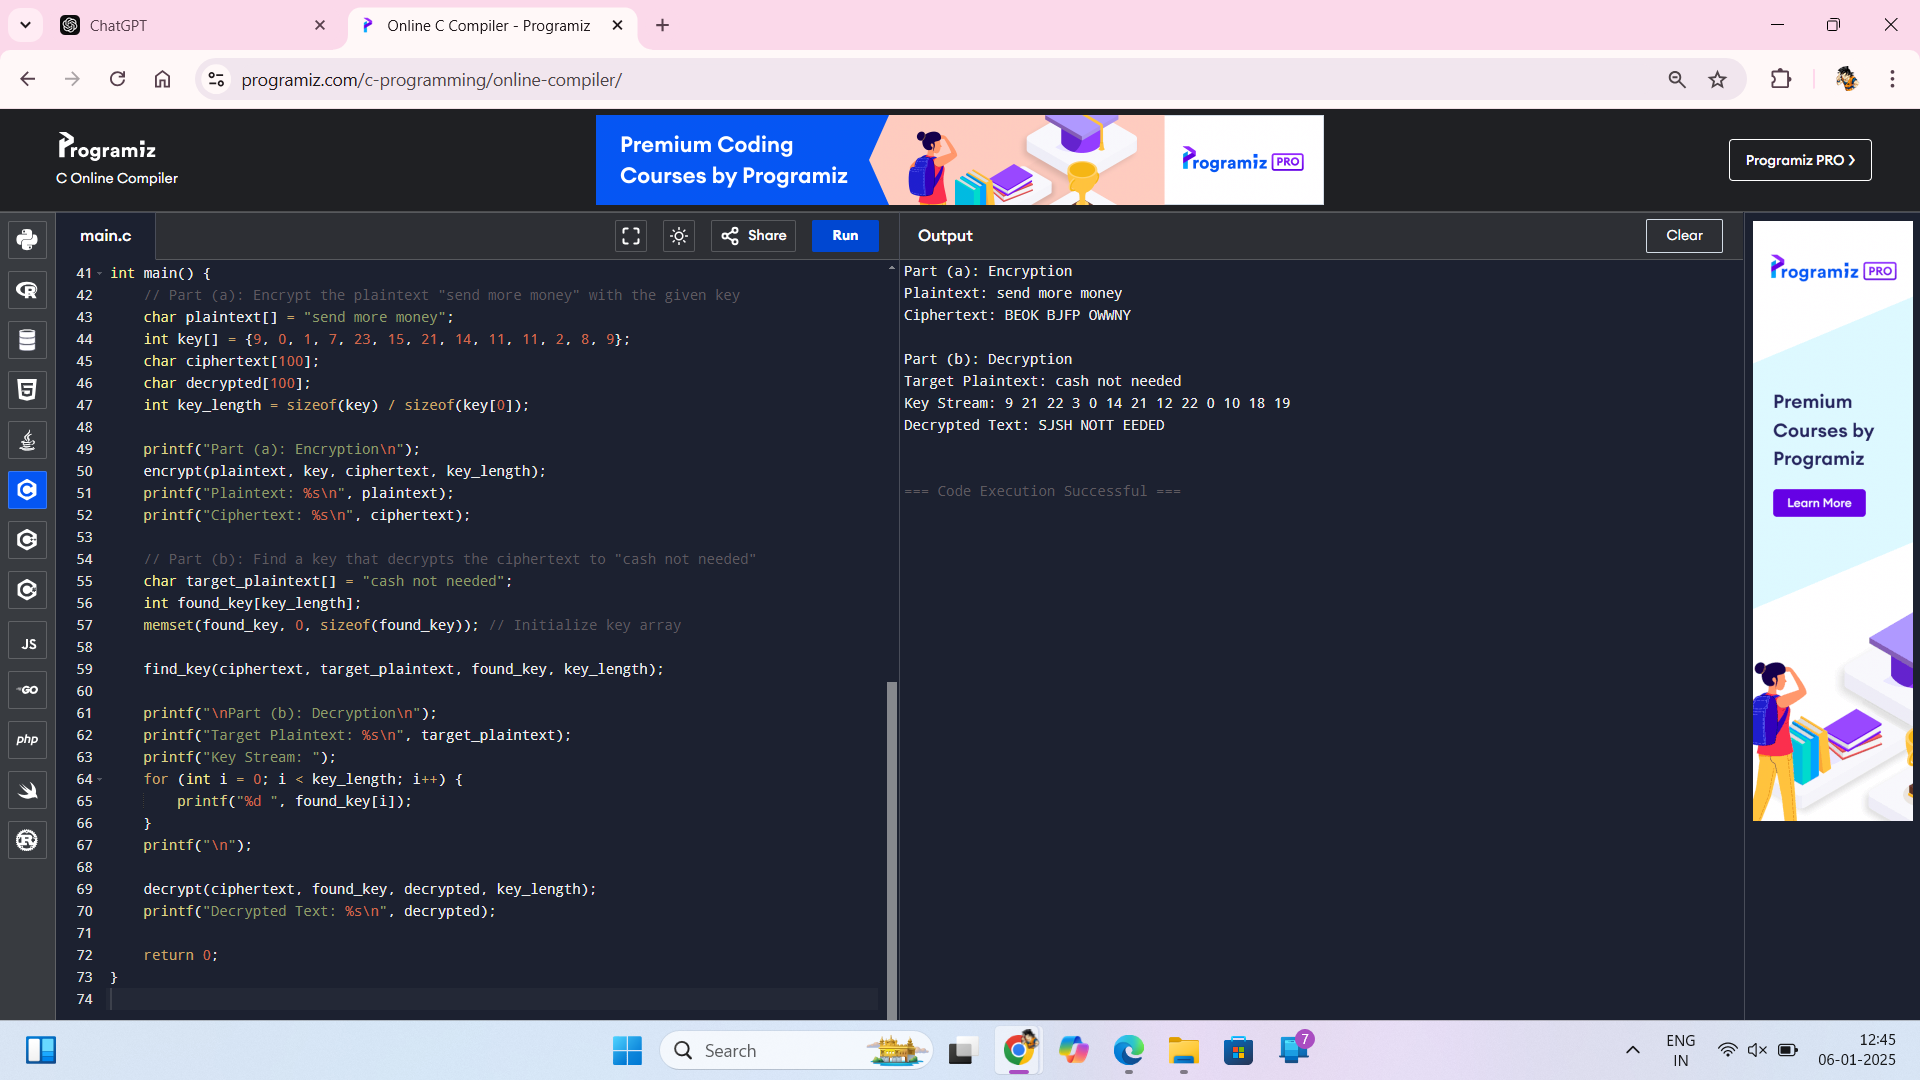 ChatGPT
Online C Compiler - Programiz
programiz.com/c-programming/online-compiler/
Programiz
C Online Compiler
Premium Coding
Courses by Programiz
Programiz PRO
Programiz PRO ❯
main.c
Share
Run
Output
Clear
41 int main() {
42 // Part (a): Encrypt the plaintext "send more money" with the given key
43 char plaintext[] = "send more money";
44 int key[] = {9, 0, 1, 7, 23, 15, 21, 14, 11, 11, 2, 8, 9};
45 char ciphertext[100];
46 char decrypted[100];
47 int key_length = sizeof(key) / sizeof(key[0]);
48
49 printf("Part (a): Encryption\n");
50 encrypt(plaintext, key, ciphertext, key_length);
51 printf("Plaintext: %s\n", plaintext);
52 printf("Ciphertext: %s\n", ciphertext);
53
54 // Part (b): Find a key that decrypts the ciphertext to "cash not needed"
55 char target_plaintext[] = "cash not needed";
56 int found_key[key_length];
57 memset(found_key, 0, sizeof(found_key)); // Initialize key array
58
59 find_key(ciphertext, target_plaintext, found_key, key_length);
60
61 printf("\nPart (b): Decryption\n");
62 printf("Target Plaintext: %s\n", target_plaintext);
63 printf("Key Stream: ");
64 for (int i = 0; i < key_length; i++) {
65 printf("%d ", found_key[i]);
66 }
67 printf("\n");
68
69 decrypt(ciphertext, found_key, decrypted, key_length);
70 printf("Decrypted Text: %s\n", decrypted);
71
72 return 0;
73 }
74
Part (a): Encryption
Plaintext: send more money
Ciphertext: BEOK BJFP OWWNY
Part (b): Decryption
Target Plaintext: cash not needed
Key Stream: 9 21 22 3 0 14 21 12 22 0 10 18 19
Decrypted Text: SJSH NOTT EEDED
=== Code Execution Successful ===
Programiz PRO
Premium
Courses by
Programiz
Learn More
JS
GO
php
Search
7
ENG
IN
12:45
06-01-2025